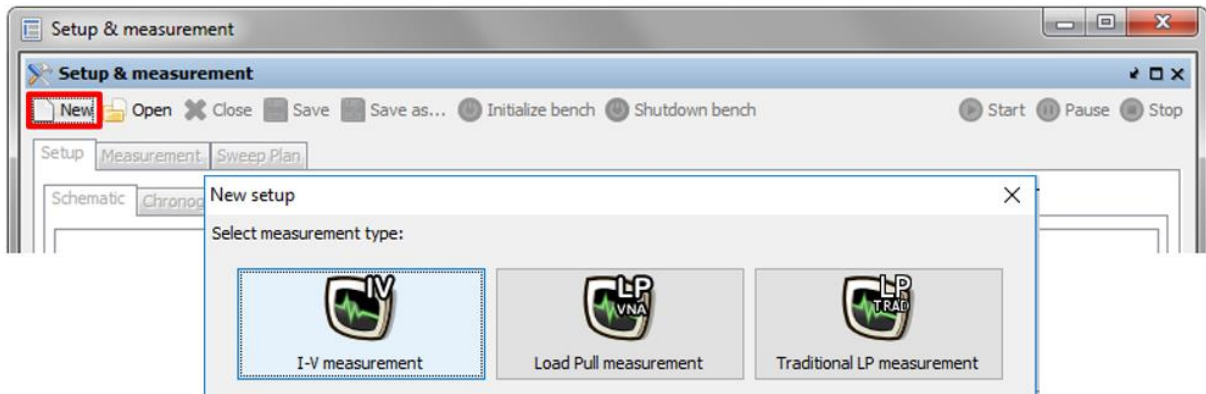 Setup & measurement
Setup & measurement
New Open Close Save Save as... Initialize bench Shutdown bench Start Pause Stop
Setup Measurement Sweep Plan
Schematic Chronog
New setup
Select measurement type:
IV
LP
VNA
LP
TRAD
I-V measurement Load Pull measurement Traditional LP measurement